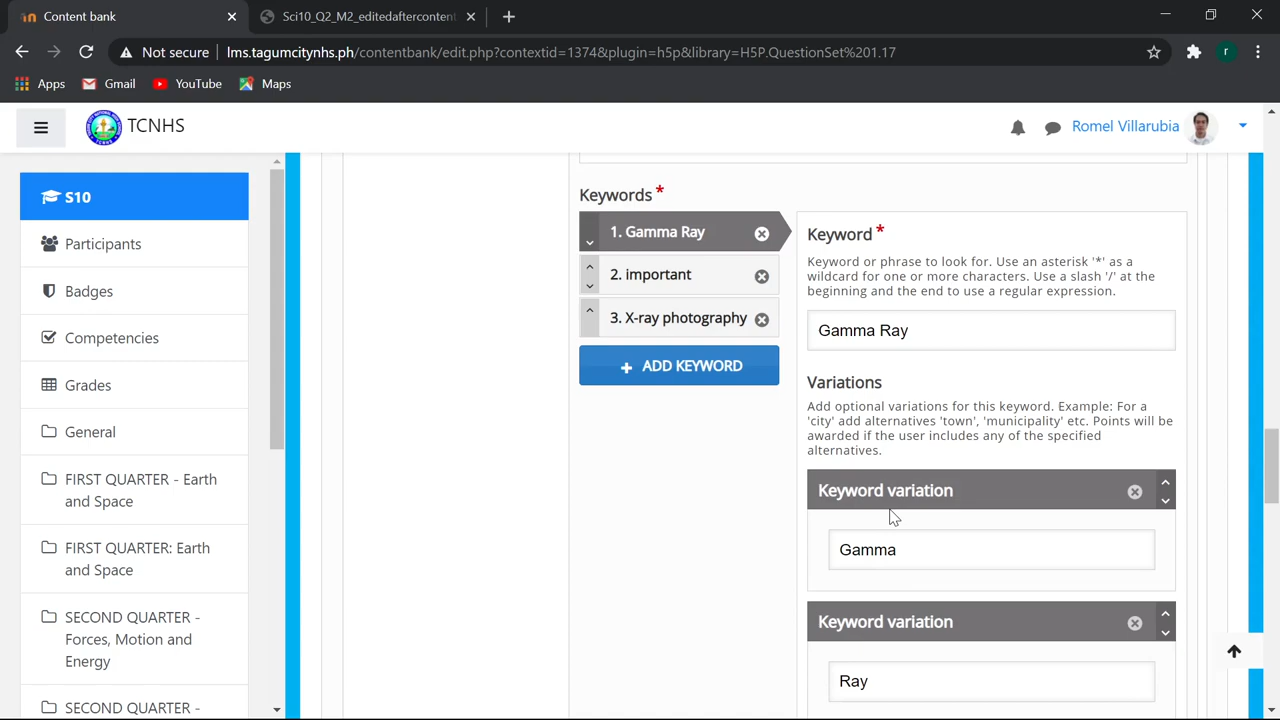 Content bank
Sci10_Q2_M2_editedaftercontent
Not secure
lms.tagumcitynhs.ph/contentbank/edit.php?contextid=1374&plugin=h5p&library=H5P.QuestionSet%201.17
r
Apps
Gmail
YouTube
Maps
TCNHS
Romel Villarubia
S10
Participants
Badges
Competencies
Grades
General
FIRST QUARTER - Earth
and Space
FIRST QUARTER: Earth
and Space
SECOND QUARTER -
Forces, Motion and
Energy
SECOND QUARTER -
Keywords *
1. Gamma Ray
2. important
3. X-ray photography
+ ADD KEYWORD
Keyword *
Keyword or phrase to look for. Use an asterisk '*' as a
wildcard for one or more characters. Use a slash '/' at the
beginning and the end to use a regular expression.
Gamma Ray
Variations
Add optional variations for this keyword. Example: For a
'city' add alternatives 'town', 'municipality' etc. Points will be
awarded if the user includes any of the specified
alternatives.
Keyword variation
Gamma
Keyword variation
Ray